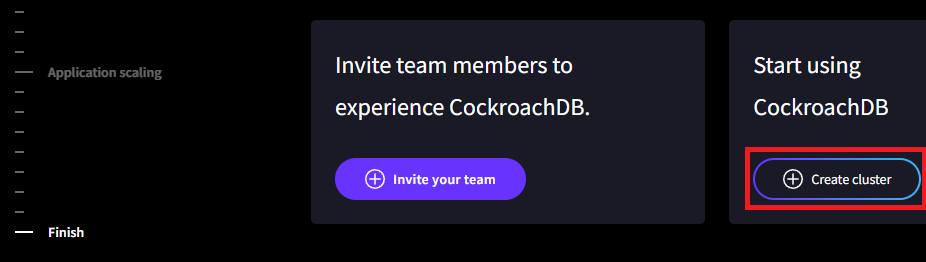 Application scaling
Finish
Invite team members to
experience CockroachDB.
Invite your team
Start using
CockroachDB
Create cluster